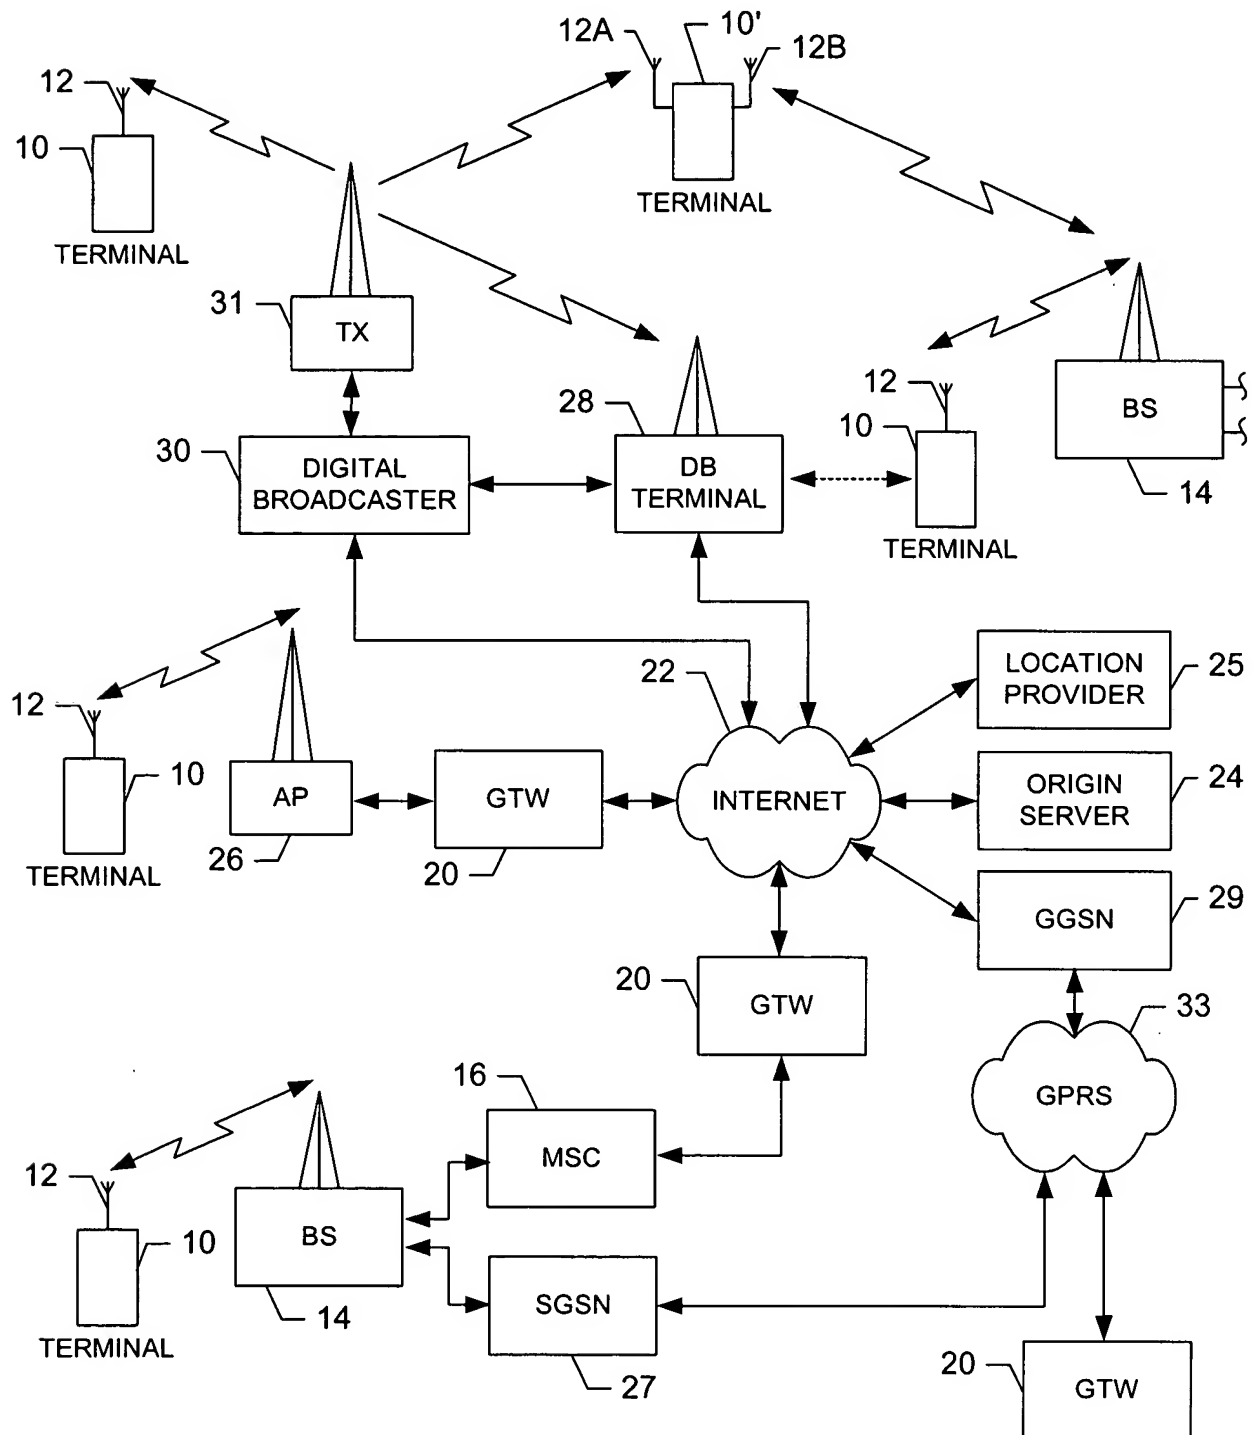 12A
10'
12B
12
10
TERMINAL
TERMINAL
31
TX
12
28
10
BS
30
DIGITAL
BROADCASTER
DB
TERMINAL
14
TERMINAL
22
LOCATION
PROVIDER
25
12
10
AP
GTW
INTERNET
ORIGIN
SERVER
24
TERMINAL
26
20
GGSN
29
20
GTW
33
16
GPRS
MSC
12
10
BS
14
SGSN
TERMINAL
27
20
GTW